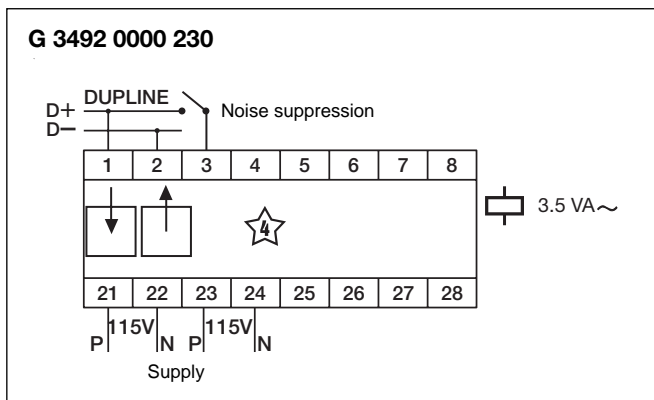 G 3492 0000 230
DUPLINE
D+
Noise suppression
D−
1 2 3 4 5 6 7 8
3.5 VA~
4
21 22 23 24 25 26 27 28
115V 115V
P N P N
Supply